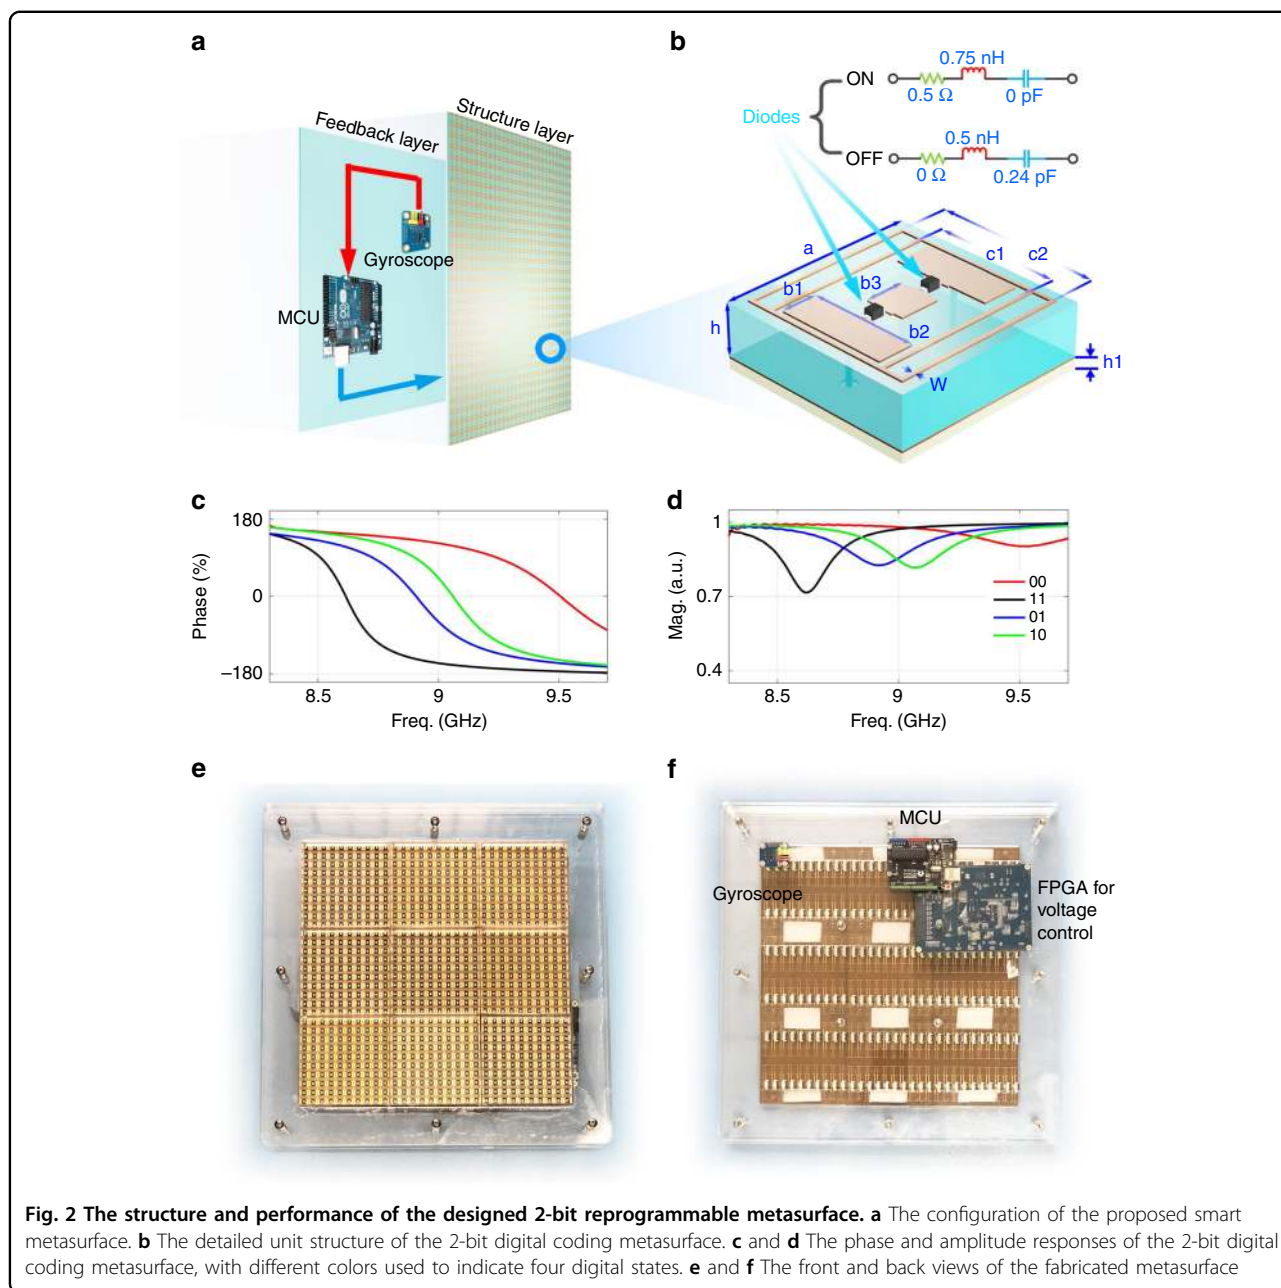 a
Feedback layer
Structure layer
Gyroscope
MCU
b
Diodes
ON
0.75 nH
0.5 Ω
0 pF
OFF
0.5 nH
0 Ω
0.24 pF
a
c1
c2
b1
b3
b2
h
W
h1
c
180
0
−180
Phase (%)
8.5
9
9.5
Freq. (GHz)
d
1
0.7
0.4
Mag. (a.u.)
00
11
01
10
8.5
9
9.5
Freq. (GHz)
e
f
MCU
Gyroscope
FPGA for
voltage
control
Fig. 2 The structure and performance of the designed 2-bit reprogrammable metasurface. a The configuration of the proposed smart
metasurface. b The detailed unit structure of the 2-bit digital coding metasurface. c and d The phase and amplitude responses of the 2-bit digital
coding metasurface, with different colors used to indicate four digital states. e and f The front and back views of the fabricated metasurface